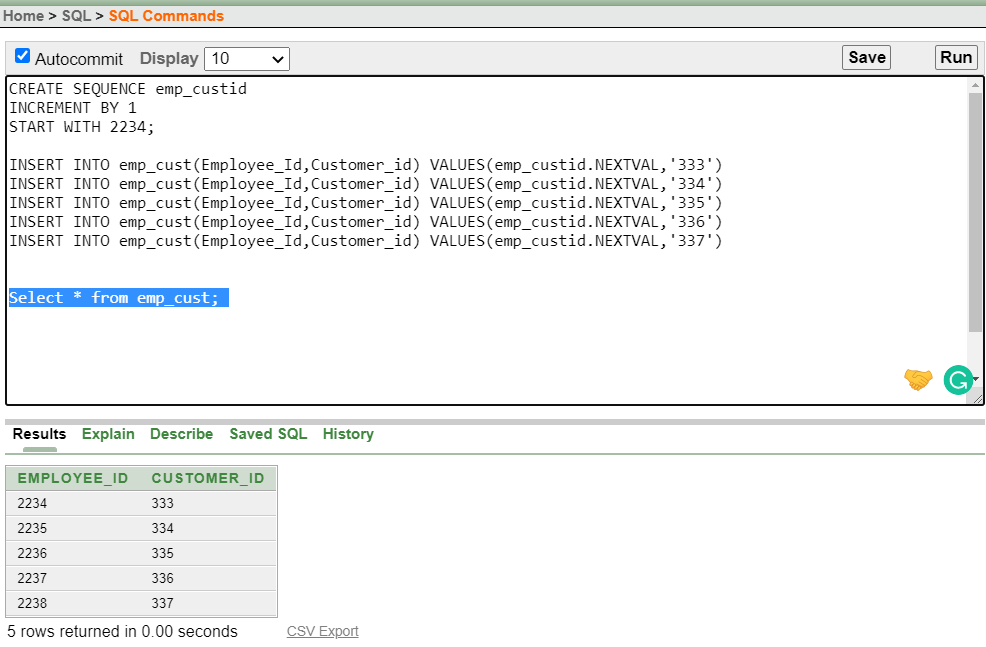 Home > SQL > SQL Commands
Autocommit Display 10 Save Run
CREATE SEQUENCE emp_custid
INCREMENT BY 1
START WITH 2234;
INSERT INTO emp_cust(Employee_Id,Customer_id) VALUES(emp_custid.NEXTVAL,'333')
INSERT INTO emp_cust(Employee_Id,Customer_id) VALUES(emp_custid.NEXTVAL,'334')
INSERT INTO emp_cust(Employee_Id,Customer_id) VALUES(emp_custid.NEXTVAL,'335')
INSERT INTO emp_cust(Employee_Id,Customer_id) VALUES(emp_custid.NEXTVAL,'336')
INSERT INTO emp_cust(Employee_Id,Customer_id) VALUES(emp_custid.NEXTVAL,'337')
Select * from emp_cust;
Results Explain Describe Saved SQL History
EMPLOYEE_ID CUSTOMER_ID
2234 333
2235 334
2236 335
2237 336
2238 337
5 rows returned in 0.00 seconds CSV Export